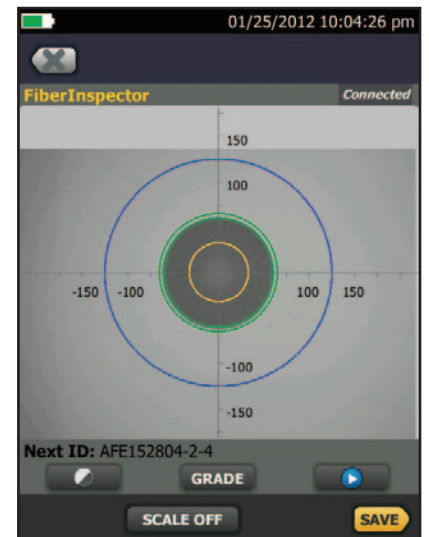 01/25/2012 10:04:26 pm
FiberInspector Connected
150
100
-150 -100 100 150
-100
-150
Next ID: AFE152804-2-4
GRADE
SCALE OFF SAVE